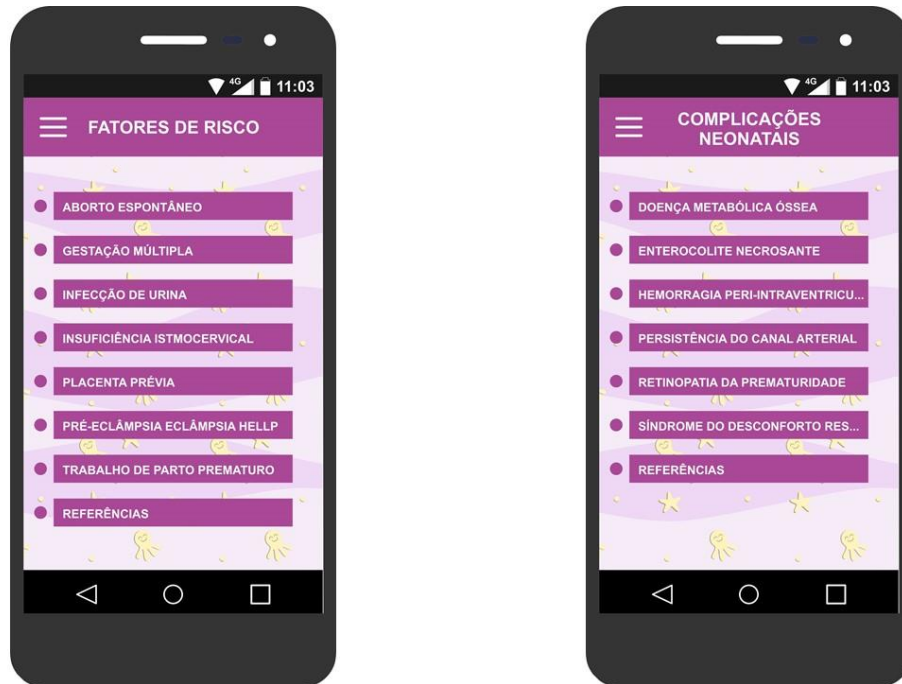 4G 11:03
FATORES DE RISCO
ABORTO ESPONTÂNEO
GESTAÇÃO MÚLTIPLA
INFECÇÃO DE URINA
INSUFICIÊNCIA ISTMOCERVICAL
PLACENTA PRÉVIA
PRÉ-ECLÂMPSIA ECLÂMPSIA HELLP
TRABALHO DE PARTO PREMATURO
REFERÊNCIAS
4G 11:03
COMPLICAÇÕES
NEONATAIS
DOENÇA METABÓLICA ÓSSEA
ENTEROCOLITE NECROSANTE
HEMORRAGIA PERI-INTRAVENTRICU...
PERSISTÊNCIA DO CANAL ARTERIAL
RETINOPATIA DA PREMATURIDADE
SÍNDROME DO DESCONFORTO RES...
REFERÊNCIAS